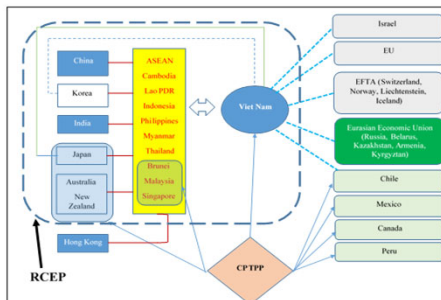 China
Korea
India
Japan
Australia
New
Zealand
Hong Kong
RCEP
ASEAN
Cambodia
Lao PDR
Indonesia
Philippines
Myanmar
Thailand
Brunei
Malaysia
Singapore
Viet Nam
CPTPP
Israel
EU
EFTA (Switzerland,
Norway, Liechtenstein,
Iceland)
Eurasian Economic Union
(Russia, Belarus,
Kazakhstan, Armenia,
Kyrgyztan)
Chile
Mexico
Canada
Peru